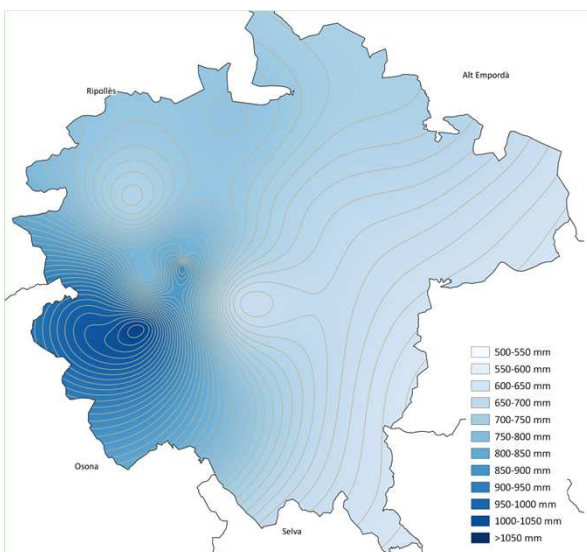 Alt Empordà
Ripollès
500-550 mm
550-600 mm
600-650 mm
650-700 mm
700-750 mm
750-800 mm
800-850 mm
850-900 mm
900-950 mm
950-1000 mm
1000-1050 mm
>1050 mm
Osona
Selva